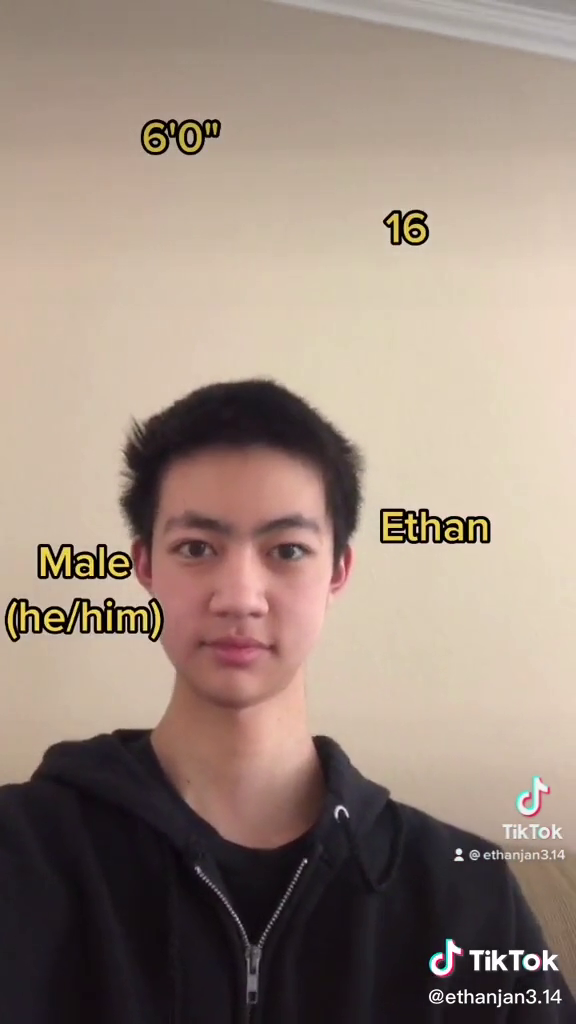 6'0"
16
Ethan
Male
(he/him)
TikTok
@ethanjan3.14
TikTok
@ethanjan3.14